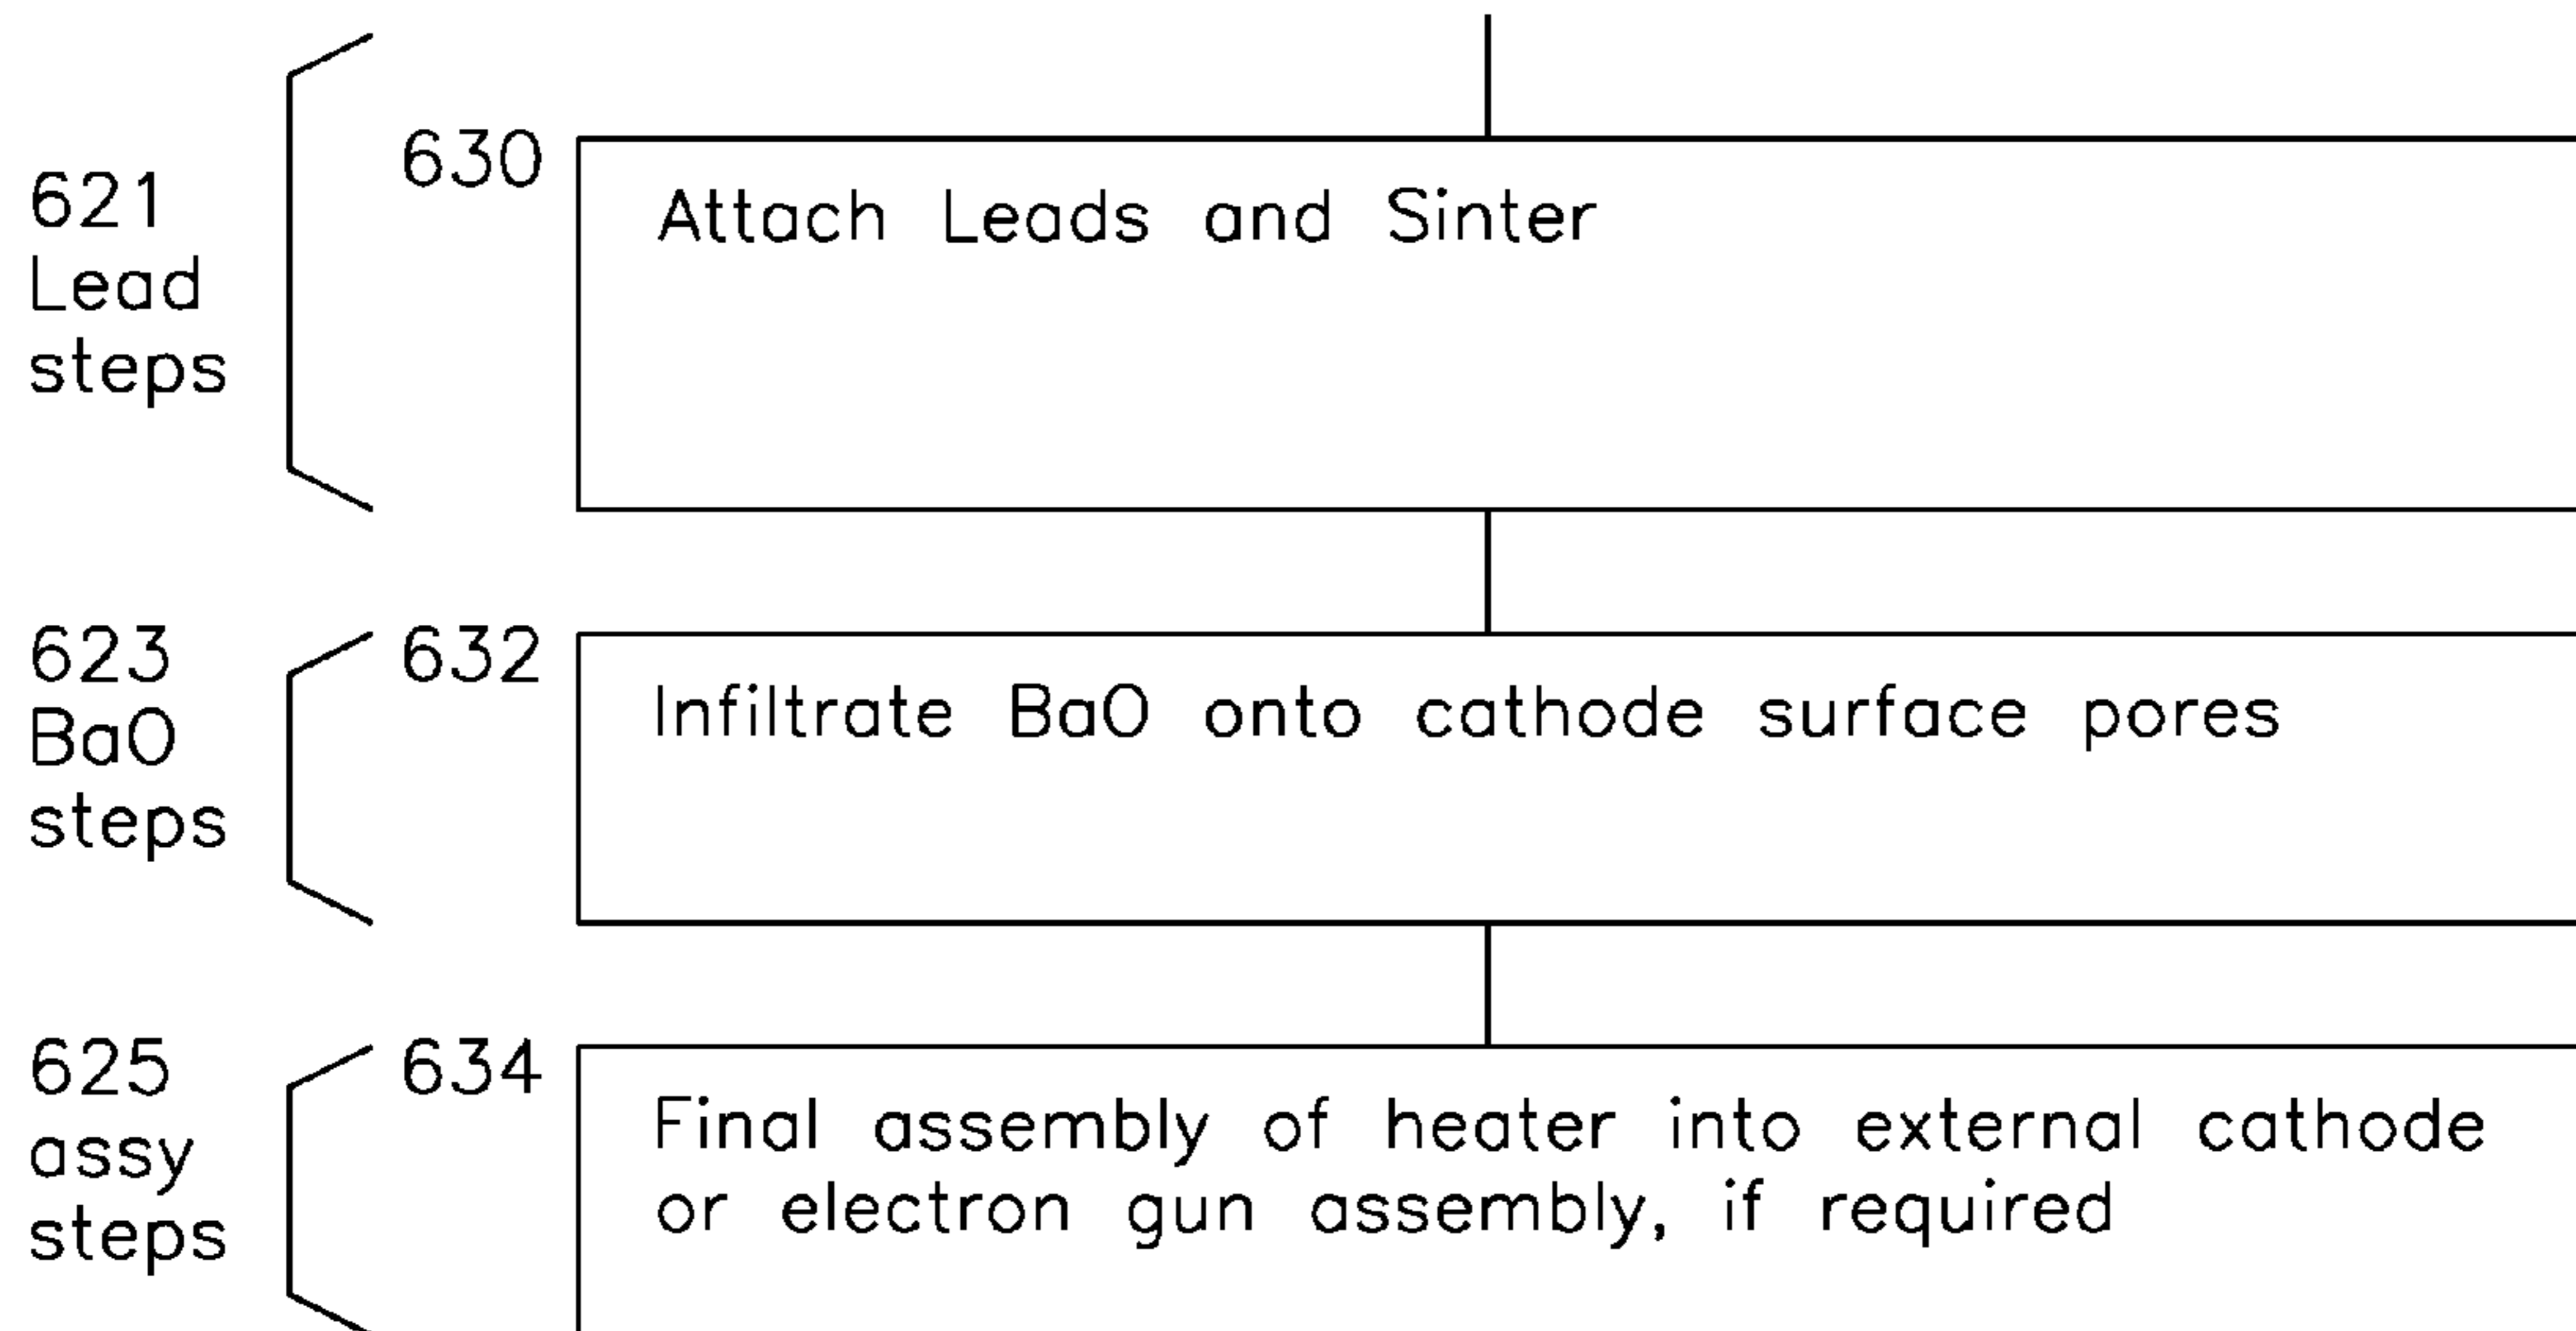 621
Lead
steps
630
Attach Leads and Sinter
623
BaO
steps
632
Infiltrate BaO onto cathode surface pores
625
assy
steps
634
Final assembly of heater into external cathode
or electron gun assembly, if required